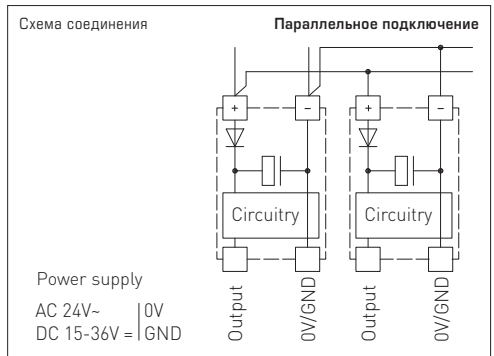 Схема соединения
Параллельное подключение
+ − + −
Circuitry Circuitry
Power supply
AC 24V~ 0V
DC 15-36V = GND
Output
0V/GND
Output
0V/GND